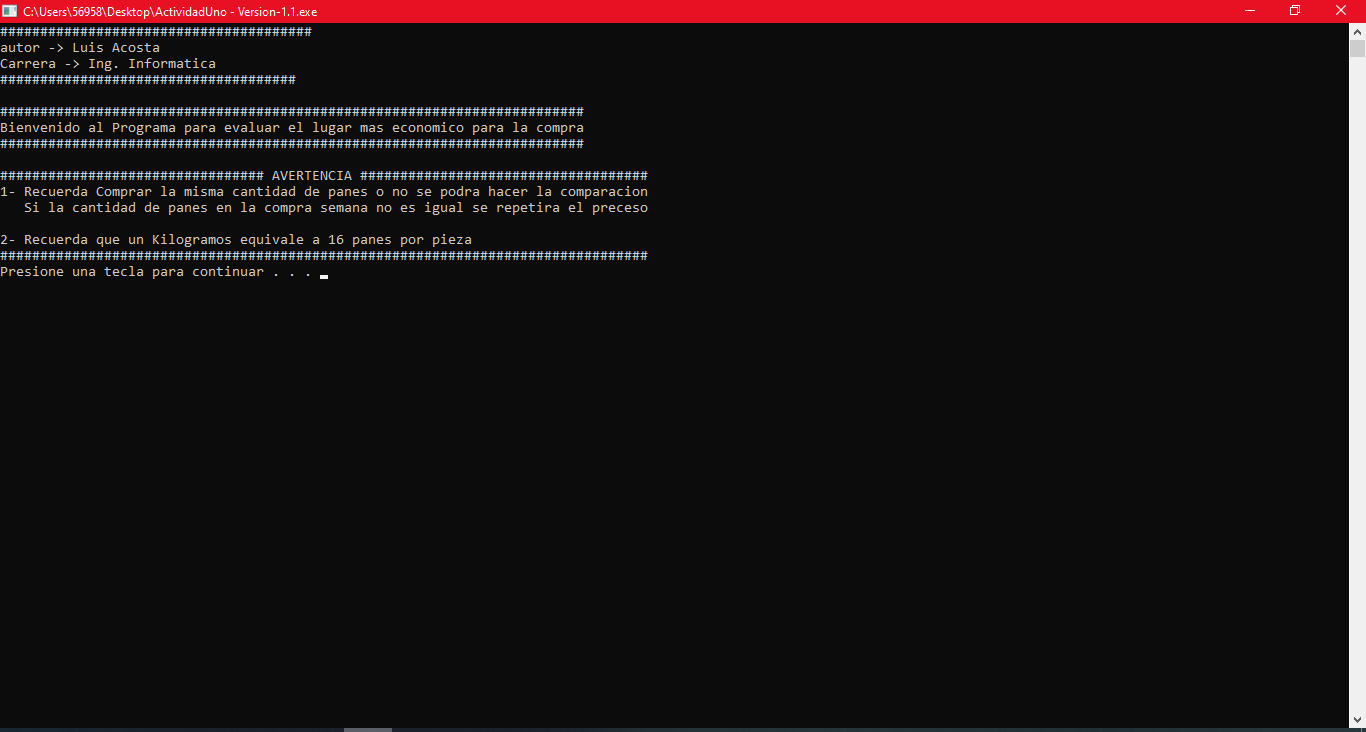 C:\Users\56958\Desktop\ActividadUno - Version-1.1.exe
#######################################
autor -> Luis Acosta
Carrera -> Ing. Informatica
#####################################
#########################################################################
Bienvenido al Programa para evaluar el lugar mas economico para la compra
#########################################################################
################################# AVERTENCIA ####################################
1- Recuerda Comprar la misma cantidad de panes o no se podra hacer la comparacion
Si la cantidad de panes en la compra semana no es igual se repetira el preceso
2- Recuerda que un Kilogramos equivale a 16 panes por pieza
#################################################################################
Presione una tecla para continuar . . .